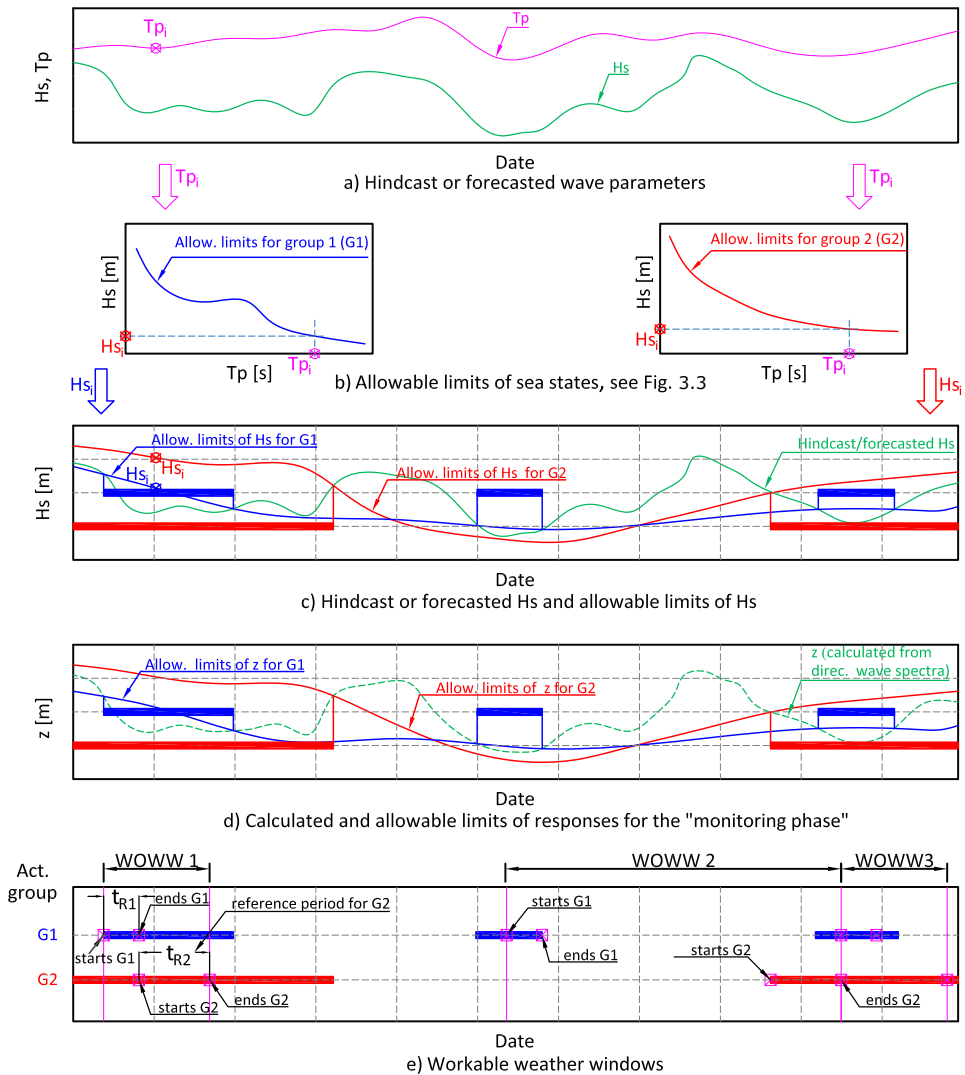 Tp
Tpi
Hs
Hs, Tp
Date
a) Hindcast or forecasted wave parameters
Tpi
Tpi
Allow. limits for group 1 (G1)
Allow. limits for group 2 (G2)
Hs [m]
Hs [m]
Hsi
Hsi
Tpi
Tpi
Tp [s]
Tp [s]
b) Allowable limits of sea states, see Fig. 3.3
Hsi
Hsi
Allow. limits of Hs for G1
Hindcast/forecasted Hs
Hsi
Hsi
Allow. limits of Hs for G2
Hs [m]
Date
c) Hindcast or forecasted Hs and allowable limits of Hs
z (calculated from
direc. wave spectra)
Allow. limits of z for G1
Allow. limits of z for G2
z [m]
Date
d) Calculated and allowable limits of responses for the "monitoring phase"
Act.
group
WOWW 1
WOWW 2
WOWW3
tR1
ends G1
reference period for G2
starts G1
G1
starts G1
tR2
ends G1
starts G2
G2
starts G2
ends G2
ends G2
Date
e) Workable weather windows